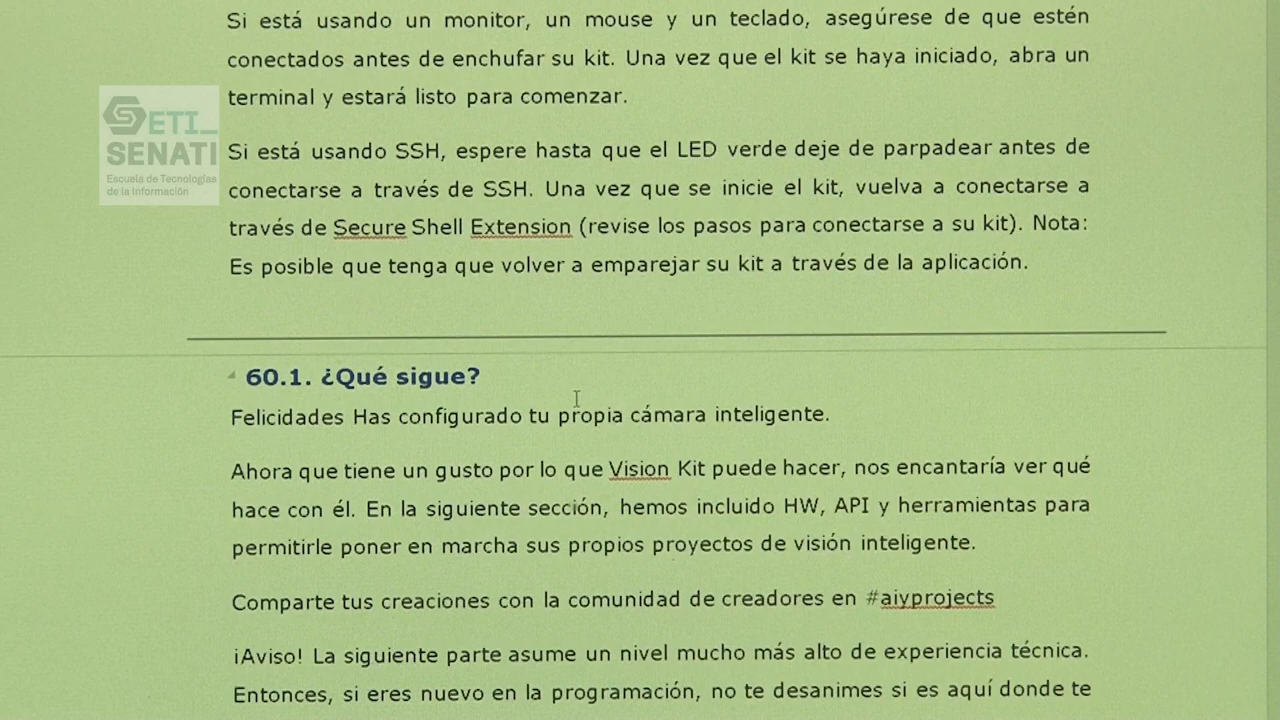 Si está usando un monitor, un mouse y un teclado, asegúrese de que estén
conectados antes de enchufar su kit. Una vez que el kit se haya iniciado, abra un
terminal y estará listo para comenzar.
ETI_
SENATI
Escuela de Tecnologías
de la Información
Si está usando SSH, espere hasta que el LED verde deje de parpadear antes de
conectarse a través de SSH. Una vez que se inicie el kit, vuelva a conectarse a
través de Secure Shell Extension (revise los pasos para conectarse a su kit). Nota:
Es posible que tenga que volver a emparejar su kit a través de la aplicación.
60.1. ¿Qué sigue?
Felicidades Has configurado tu propia cámara inteligente.
Ahora que tiene un gusto por lo que Vision Kit puede hacer, nos encantaría ver qué
hace con él. En la siguiente sección, hemos incluido HW, API y herramientas para
permitirle poner en marcha sus propios proyectos de visión inteligente.
Comparte tus creaciones con la comunidad de creadores en #aiyprojects
¡Aviso! La siguiente parte asume un nivel mucho más alto de experiencia técnica.
Entonces, si eres nuevo en la programación, no te desanimes si es aquí donde te